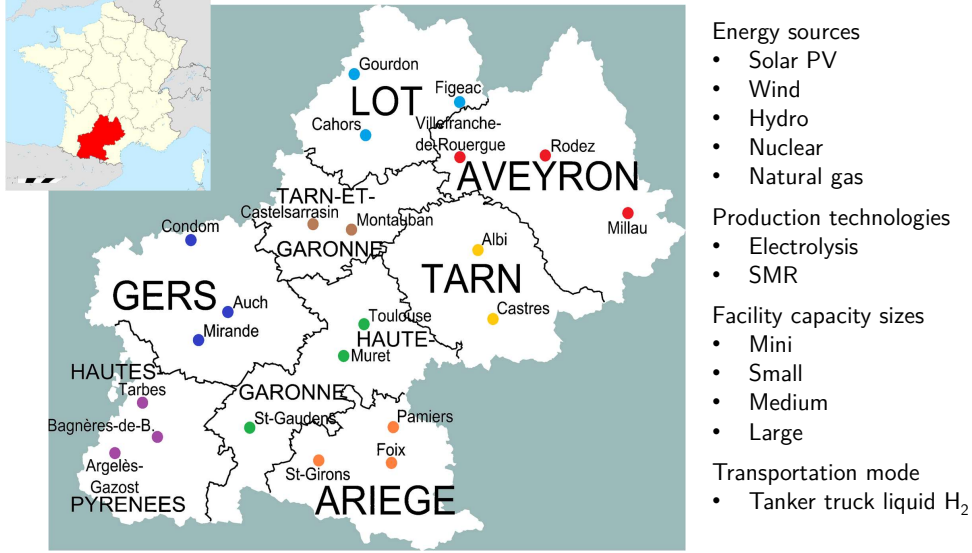 Gourdon
LOT
Figeac
Cahors
Villefranche-
de-Rouergue
Rodez
AVEYRON
Millau
TARN-ET-
Castelsarrasin
Montauban
GARONNE
Condom
Albi
TARN
Castres
GERS
Auch
Mirande
Toulouse
HAUTE-
Muret
GARONNE
St-Gaudens
HAUTES-
Tarbes
Bagnères-de-B.
Argelès-
Gazost
PYRENEES
Pamiers
Foix
St-Girons
ARIEGE
Energy sources
• Solar PV
• Wind
• Hydro
• Nuclear
• Natural gas
Production technologies
• Electrolysis
• SMR
Facility capacity sizes
• Mini
• Small
• Medium
• Large
Transportation mode
• Tanker truck liquid H₂